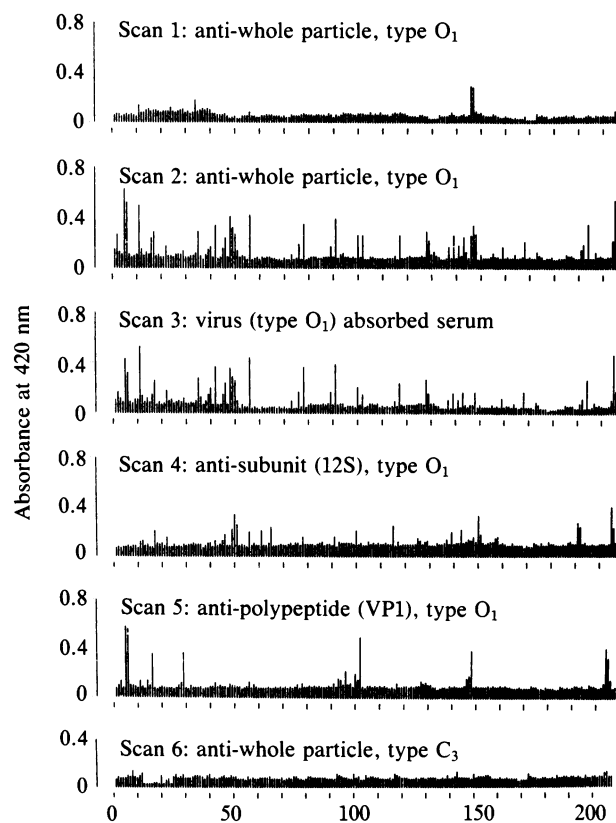 0.8
Scan 1: anti-whole particle, type O₁
0.4
0
0.8
Scan 2: anti-whole particle, type O₁
0.4
0
0.8
Scan 3: virus (type O₁) absorbed serum
0.4
0
0.8
Scan 4: anti-subunit (12S), type O₁
0.4
0
0.8
Scan 5: anti-polypeptide (VP1), type O₁
0.4
0
0.4
Scan 6: anti-whole particle, type C₃
0
0 50 100 150 200
Absorbance at 420 nm